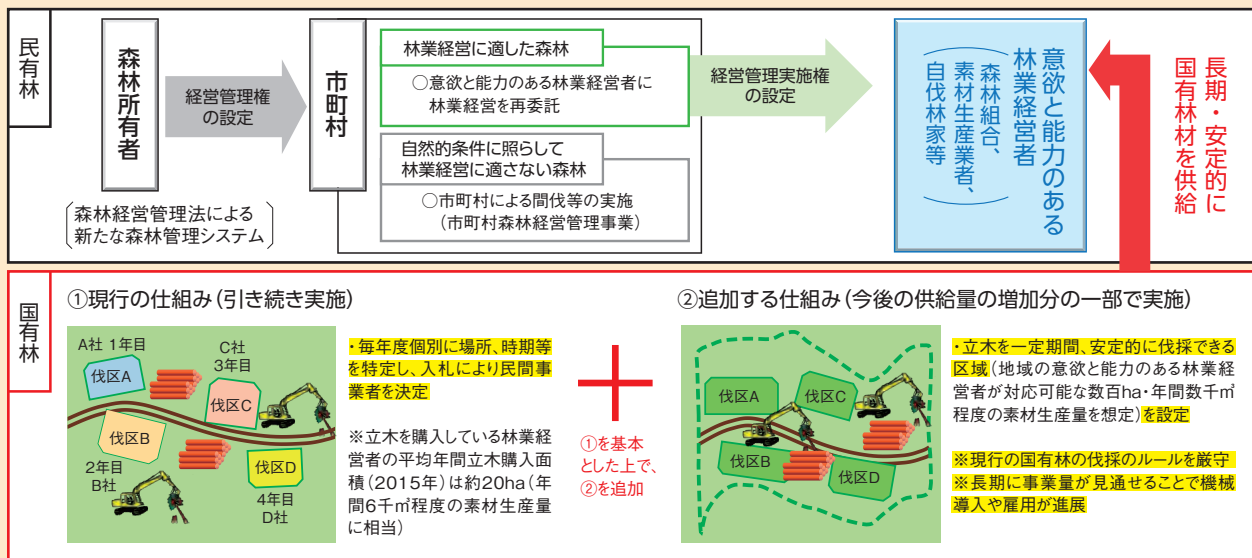 民有林
森林所有者
森林経営管理法による
新たな森林管理システム
経営管理権
の設定
市町村
林業経営に適した森林
○意欲と能力のある林業経営者に
林業経営を再委託
自然的条件に照らして
林業経営に適さない森林
○市町村による間伐等の実施
(市町村森林経営管理事業)
経営管理実施権
の設定
意欲と能力のある
林業経営者
森林組合、
素材生産業者、
自伐林家等
長期・安定的に
国有林材を供給
国有林
①現行の仕組み(引き続き実施)
A社 1年目
伐区A
C社
3年目
伐区C
伐区B
2年目
B社
伐区D
4年目
D社
・毎年度個別に場所、時期等
を特定し、入札により民間事
業者を決定
※立木を購入している林業経
営者の平均年間立木購入面
積(2015年)は約20ha(年
間6千㎥程度の素材生産量
に相当)
①を基本
とした上で、
②を追加
②追加する仕組み(今後の供給量の増加分の一部で実施)
伐区A
伐区C
伐区B
伐区D
・立木を一定期間、安定的に伐採できる
区域(地域の意欲と能力のある林業経
営者が対応可能な数百ha・年間数千㎥
程度の素材生産量を想定)を設定
※現行の国有林の伐採のルールを厳守
※長期に事業量が見通せることで機械
導入や雇用が進展